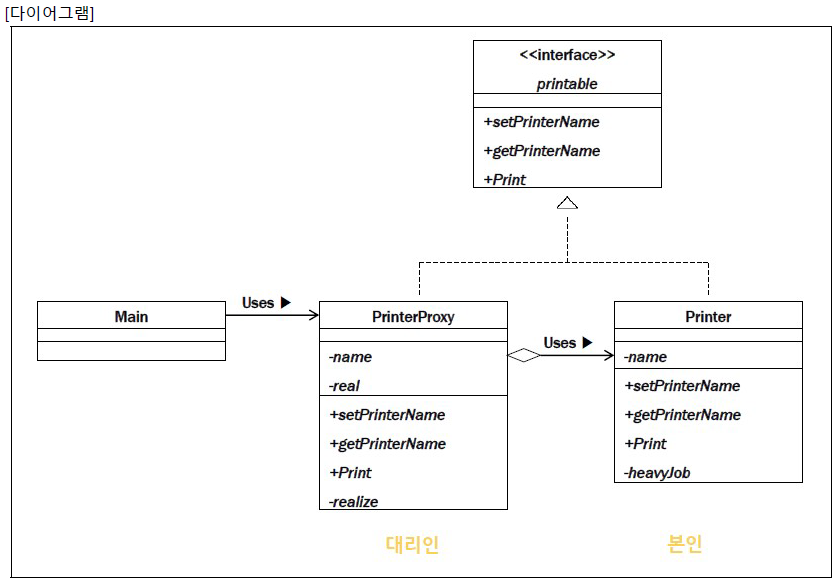 [다이어그램]
<<interface>>
printable
+setPrinterName
+getPrinterName
+Print
Main
Uses ▶
PrinterProxy
-name
-real
+setPrinterName
+getPrinterName
+Print
-realize
Uses ▶
Printer
-name
+setPrinterName
+getPrinterName
+Print
-heavyJob
대리인
본인